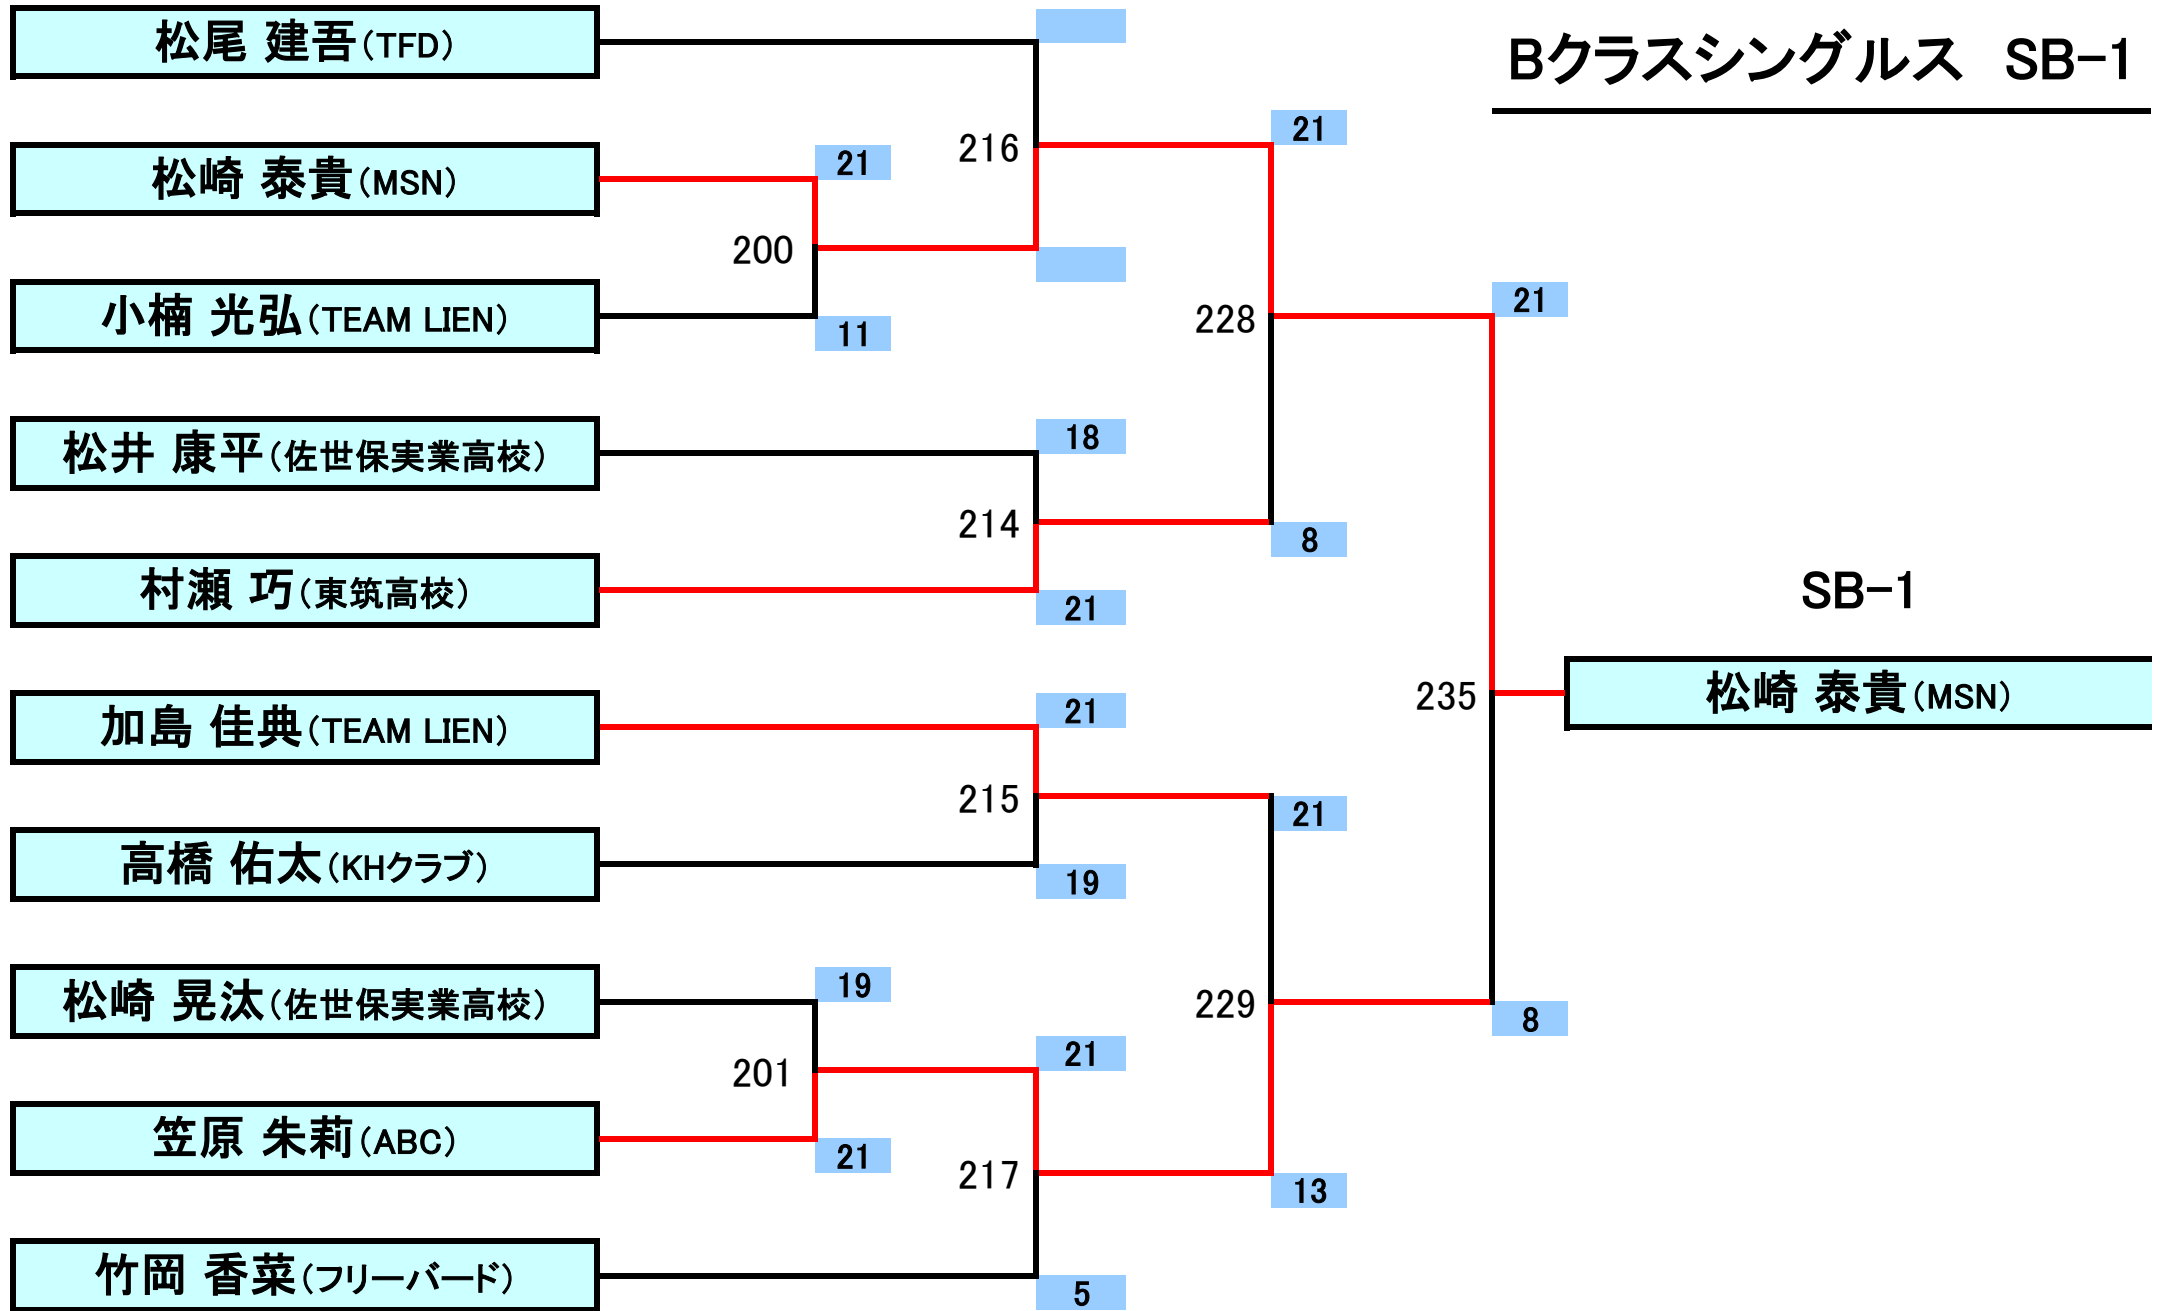 松尾 建吾(TFD)
Bクラスシングルス SB-1
216
21
松崎 泰貴(MSN)
21
200
小楠 光弘(TEAM LIEN)
11
228
21
松井 康平(佐世保実業高校)
18
214
8
村瀬 巧(東筑高校)
21
SB-1
加島 佳典(TEAM LIEN)
21
235
松崎 泰貴(MSN)
215
21
高橋 佑太(KHクラブ)
19
松崎 晃汰(佐世保実業高校)
19
229
8
201
21
笠原 朱莉(ABC)
21
217
13
竹岡 香菜(フリーバード)
5